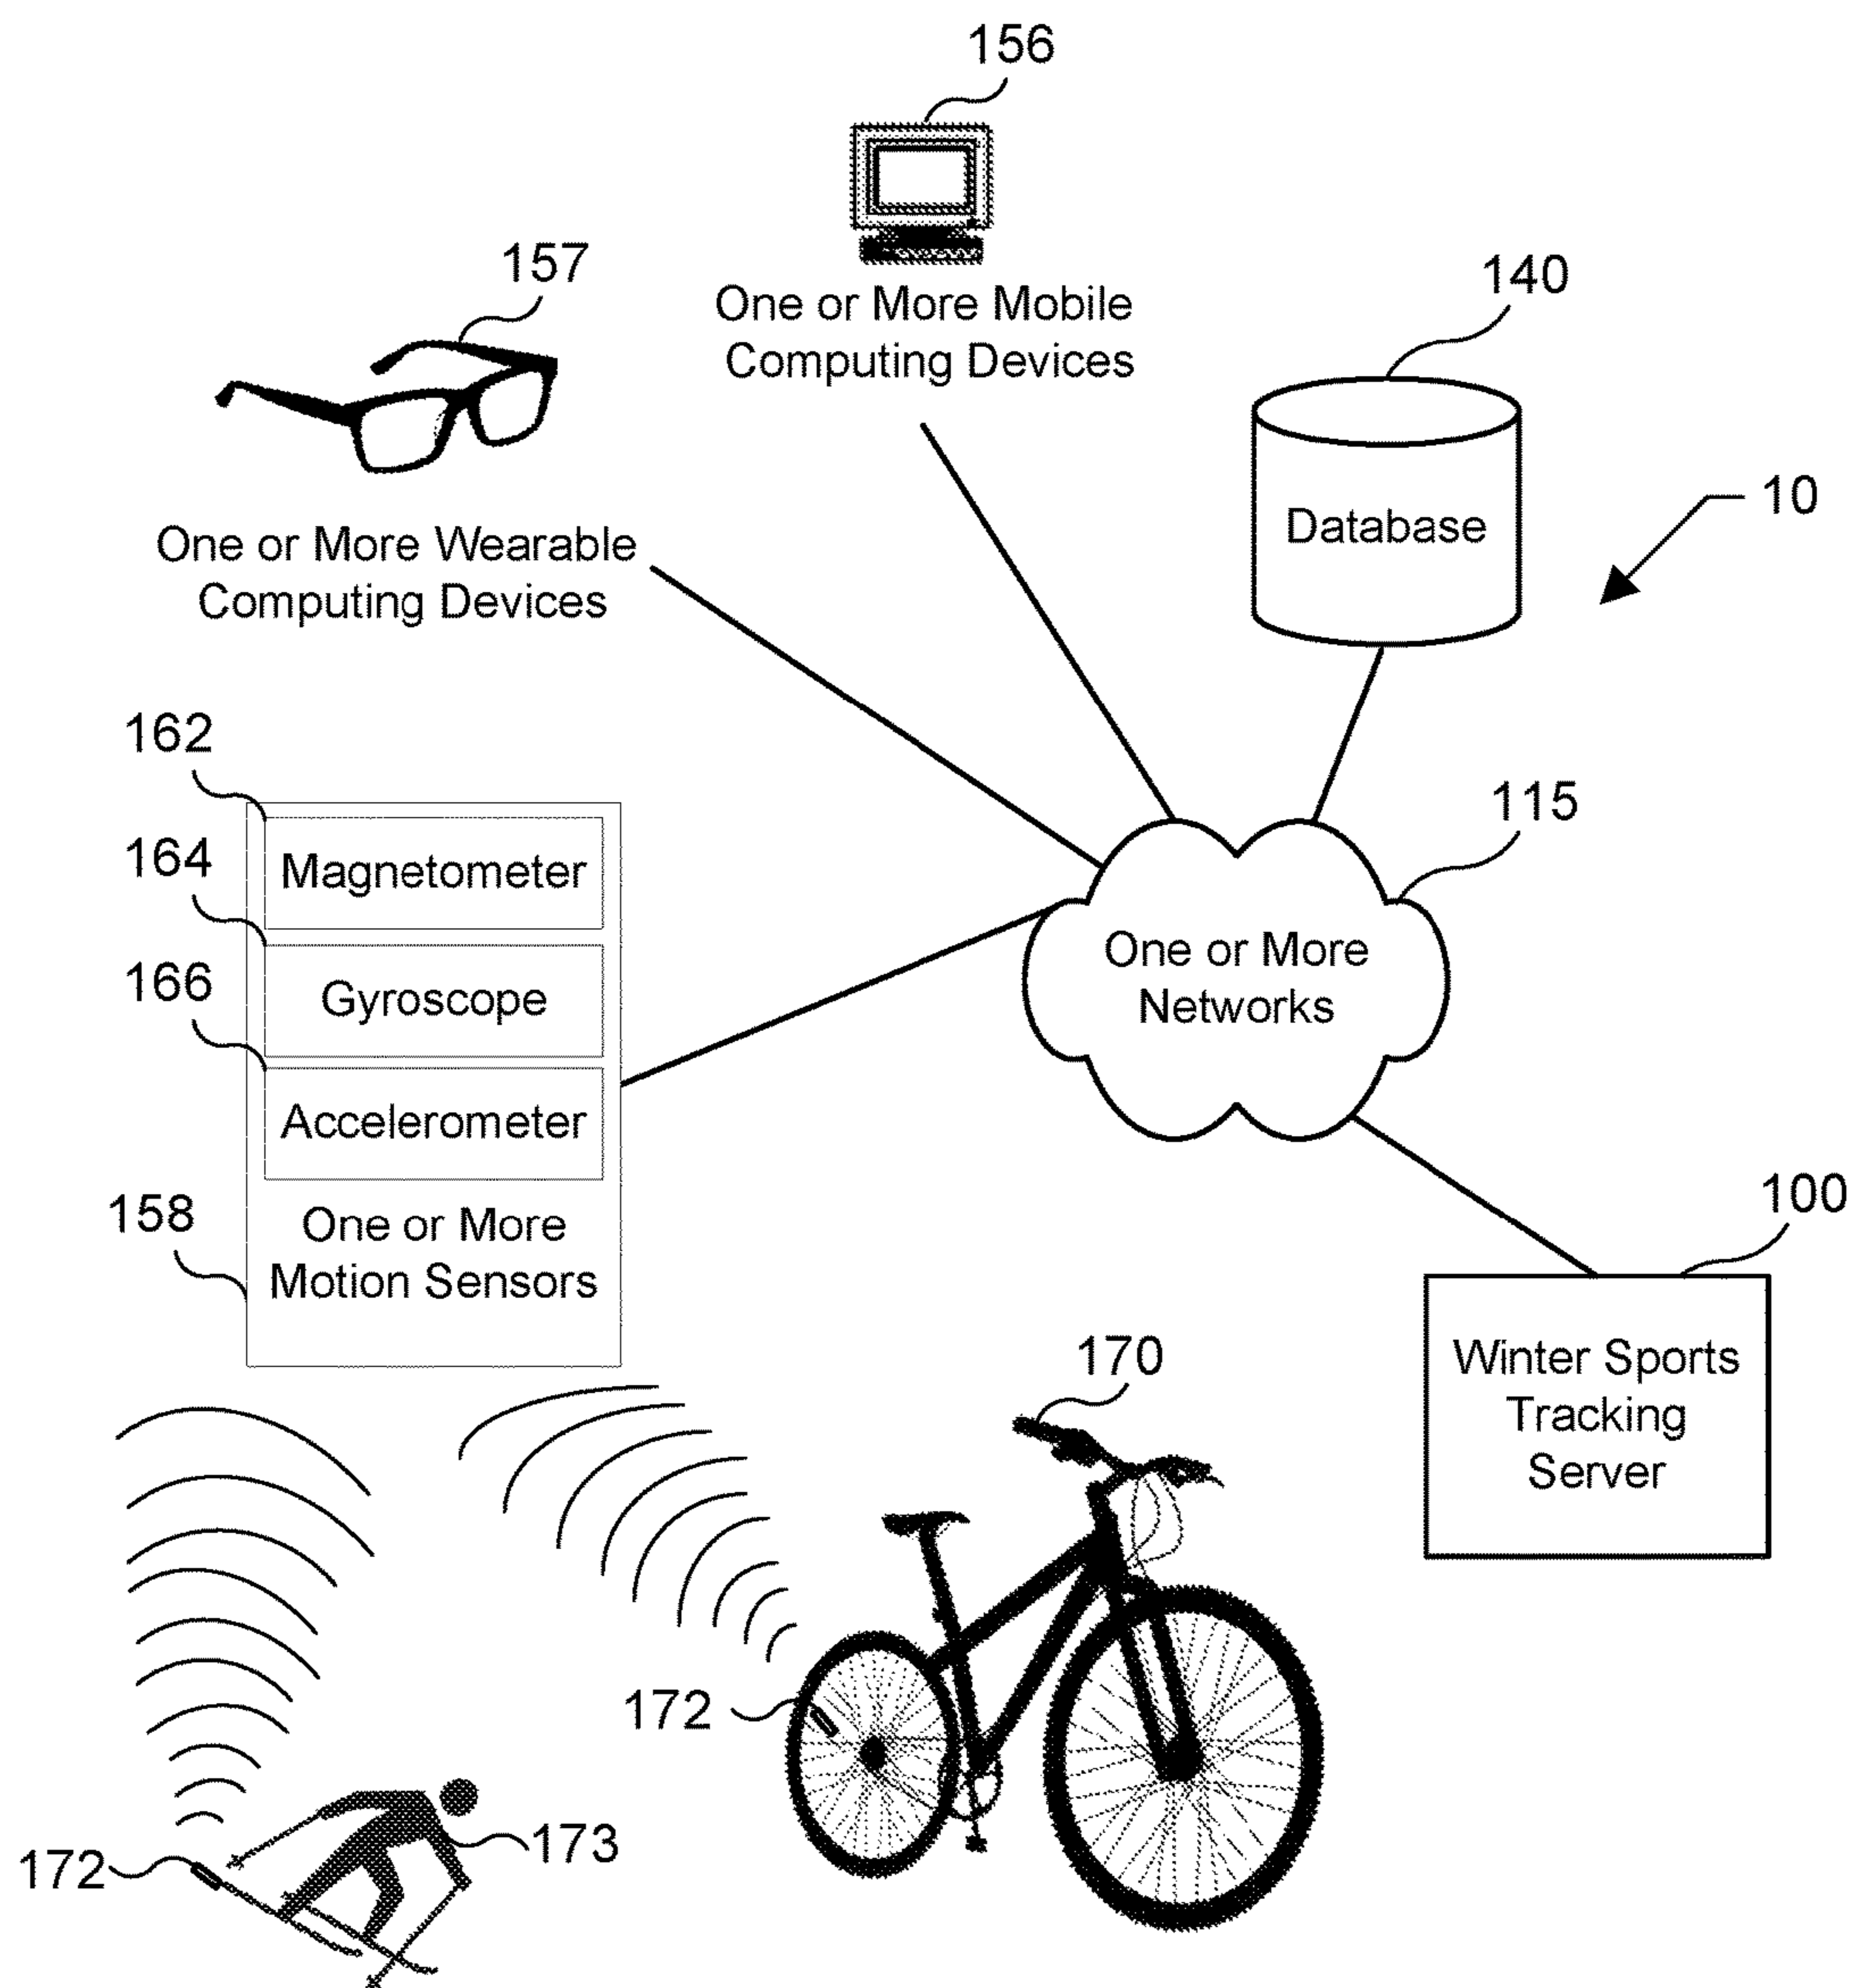 156
157
One or More Mobile
Computing Devices
140
Database
10
One or More Wearable
Computing Devices
162
164
166
158
Magnetometer
Gyroscope
Accelerometer
One or More
Motion Sensors
115
One or More
Networks
100
Winter Sports
Tracking
Server
170
172
172
173